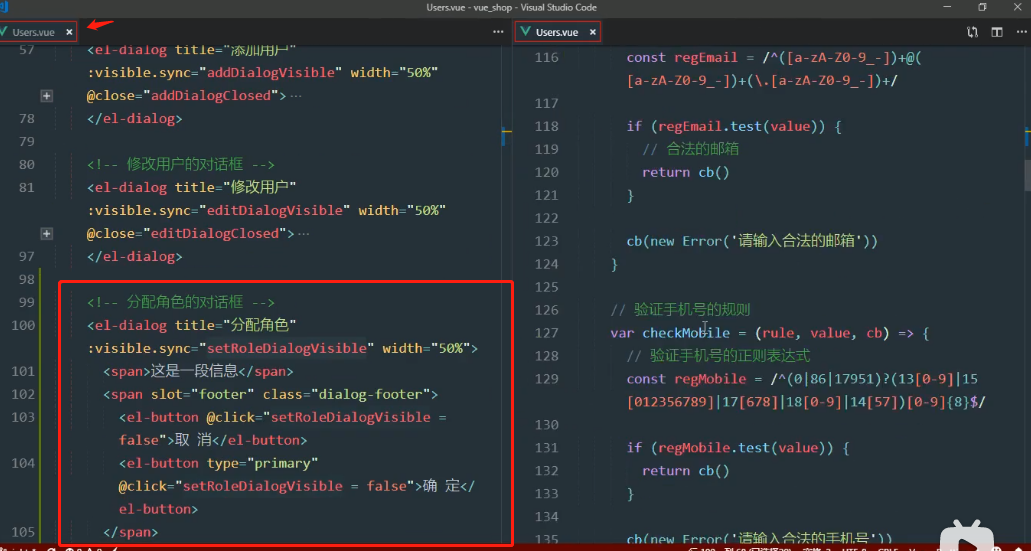 Users.vue - vue_shop - Visual Studio Code
Users.vue ×
57 <el-dialog title="添加用户"
:visible.sync="addDialogVisible" width="50%"
@close="addDialogClosed">…
78 </el-dialog>
79
80 <!-- 修改用户的对话框 -->
81 <el-dialog title="修改用户"
:visible.sync="editDialogVisible" width="50%"
@close="editDialogClosed">…
97 </el-dialog>
98
99 <!-- 分配角色的对话框 -->
100 <el-dialog title="分配角色"
:visible.sync="setRoleDialogVisible" width="50%">
101 <span>这是一段信息</span>
102 <span slot="footer" class="dialog-footer">
103 <el-button @click="setRoleDialogVisible =
false">取 消</el-button>
104 <el-button type="primary"
@click="setRoleDialogVisible = false">确 定</
el-button>
105 </span>
Users.vue ×
116 const regEmail = /^([a-zA-Z0-9_-])+@(
[a-zA-Z0-9_-])+(\.[a-zA-Z0-9_-])+/
117
118 if (regEmail.test(value)) {
119 // 合法的邮箱
120 return cb()
121 }
122
123 cb(new Error('请输入合法的邮箱'))
124 }
125
126 // 验证手机号的规则
127 var checkMobile = (rule, value, cb) => {
128 // 验证手机号的正则表达式
129 const regMobile = /^(0|86|17951)?(13[0-9]|15
[012356789]|17[678]|18[0-9]|14[57])[0-9]{8}$/
130
131 if (regMobile.test(value)) {
132 return cb()
133 }
134
135 cb(new Error('请输入合法的手机号'))